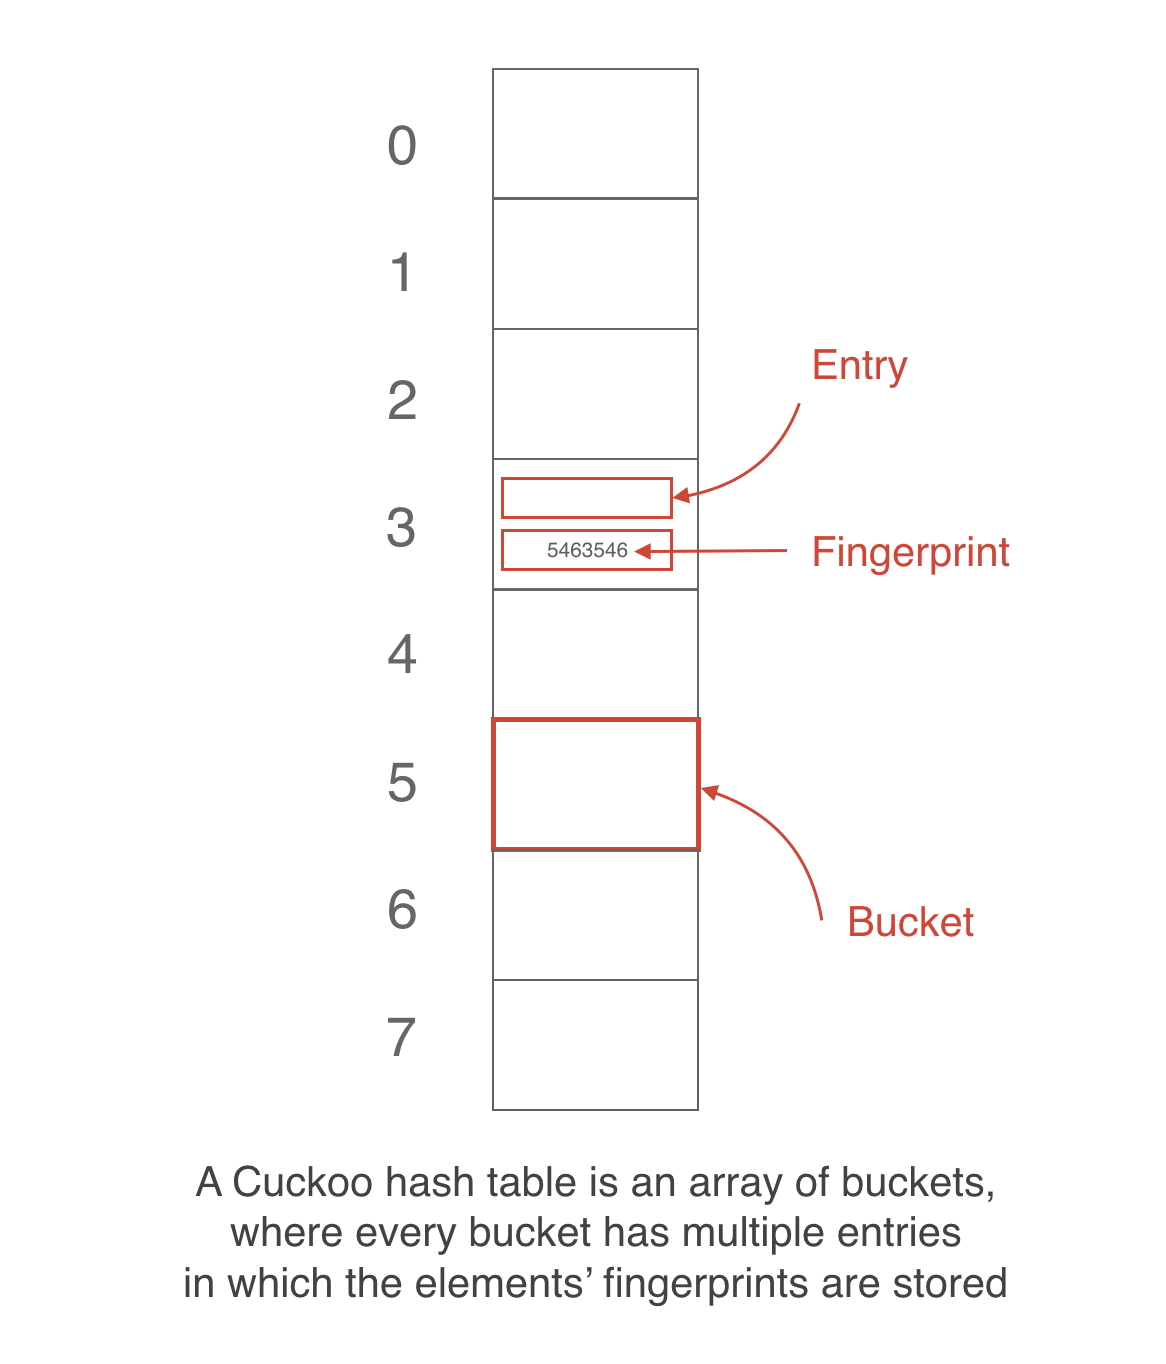 0
1
2
Entry
3
5463546
Fingerprint
4
5
Bucket
6
7
A Cuckoo hash table is an array of buckets,
where every bucket has multiple entries
in which the elements’ fingerprints are stored